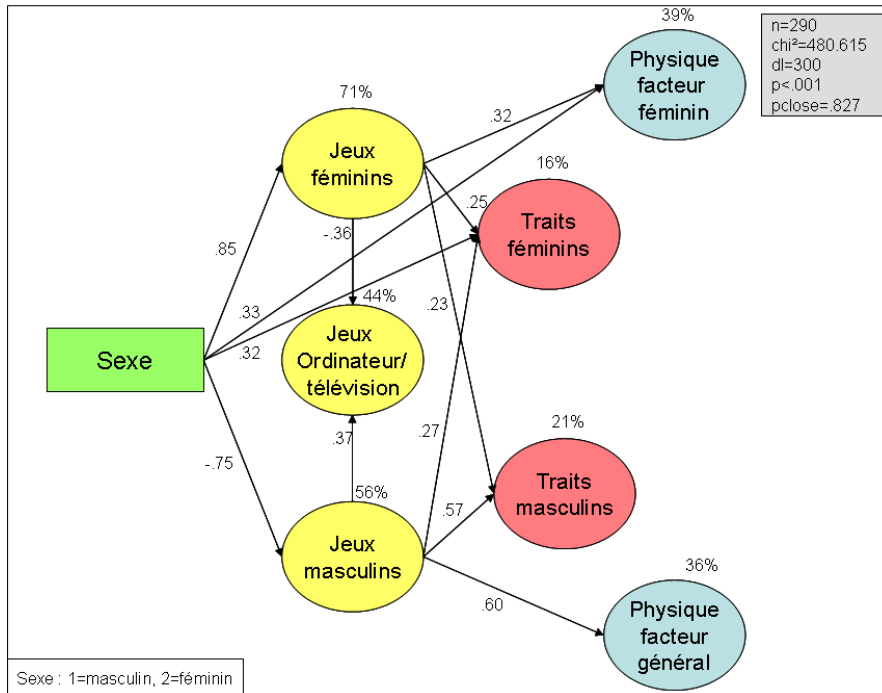 39%
n=290
chi²=480.615
dl=300
p<.001
pclose=.827
Physique
facteur
féminin
71%
.32
Jeux
féminins
16%
.25
Traits
féminins
-.36
.85
44%
.23
.33
.32
Sexe
Jeux
Ordinateur/
télévision
.37
.27
21%
-.75
56%
Traits
masculins
.57
Jeux
masculins
36%
.60
Physique
facteur
général
Sexe : 1=masculin, 2=féminin